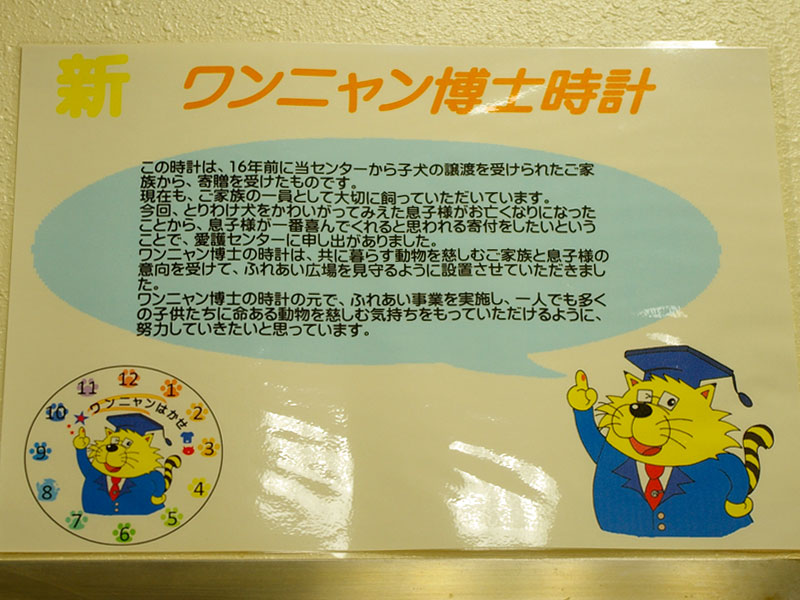 新 ワンニャン博士時計
この時計は、16年前に当センターから子犬の譲渡を受けられたご家
族から、寄贈を受けたものです。
現在も、ご家族の一員として大切に飼っていただいています。
今回、とりわけ犬をかわいがってみえた息子様がお亡くなりになった
ことから、息子様が一番喜んでくれると思われる寄付をしたいという
ことで、愛護センターに申し出がありました。
ワンニャン博士の時計は、共に暮らす動物を慈しむご家族と息子様の
意向を受けて、ふれあい広場を見守るように設置させていただきまし
た。
ワンニャン博士の時計の元で、ふれあい事業を実施し、一人でも多く
の子供たちに命ある動物を慈しむ気持ちをもっていただけるように、
努力していきたいと思っています。
ワンニャンはかせ
12
1
2
3
4
5
6
7
8
9
10
11